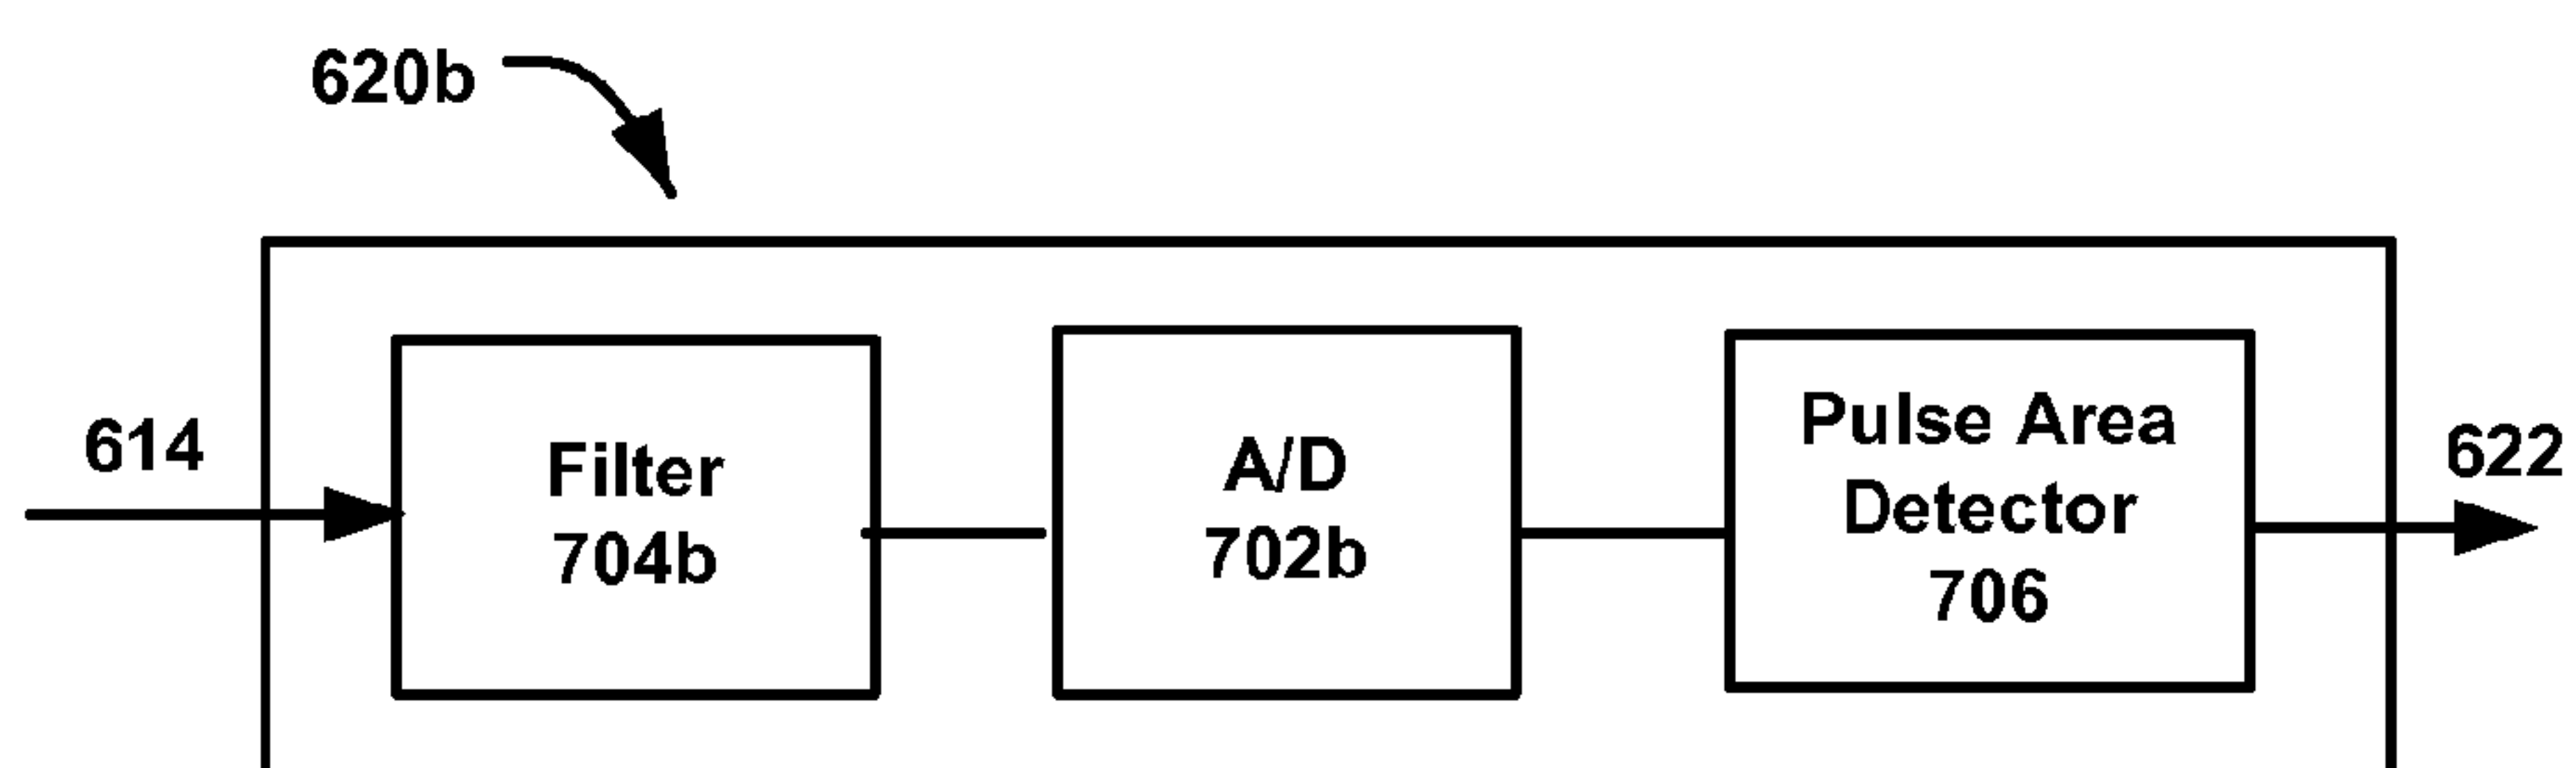 620b
614
Filter
704b
A/D
702b
Pulse Area
Detector
706
622